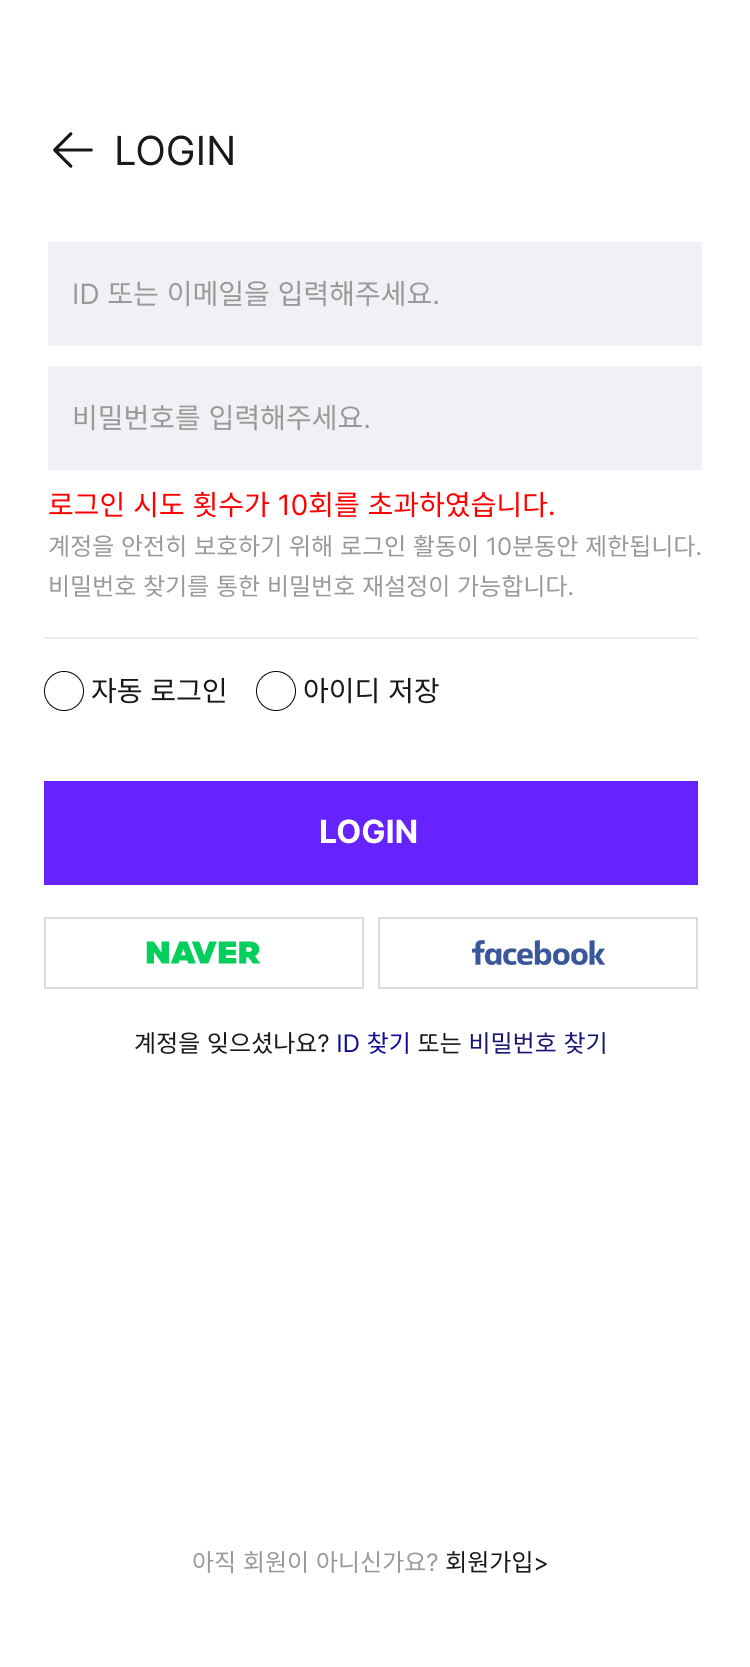 LOGIN
ID 또는 이메일을 입력해주세요.
비밀번호를 입력해주세요.
로그인 시도 횟수가 10회를 초과하였습니다.
계정을 안전히 보호하기 위해 로그인 활동이 10분동안 제한됩니다.
비밀번호 찾기를 통한 비밀번호 재설정이 가능합니다.
자동 로그인 아이디 저장
LOGIN
NAVER facebook
계정을 잊으셨나요? ID 찾기 또는 비밀번호 찾기
아직 회원이 아니신가요? 회원가입>